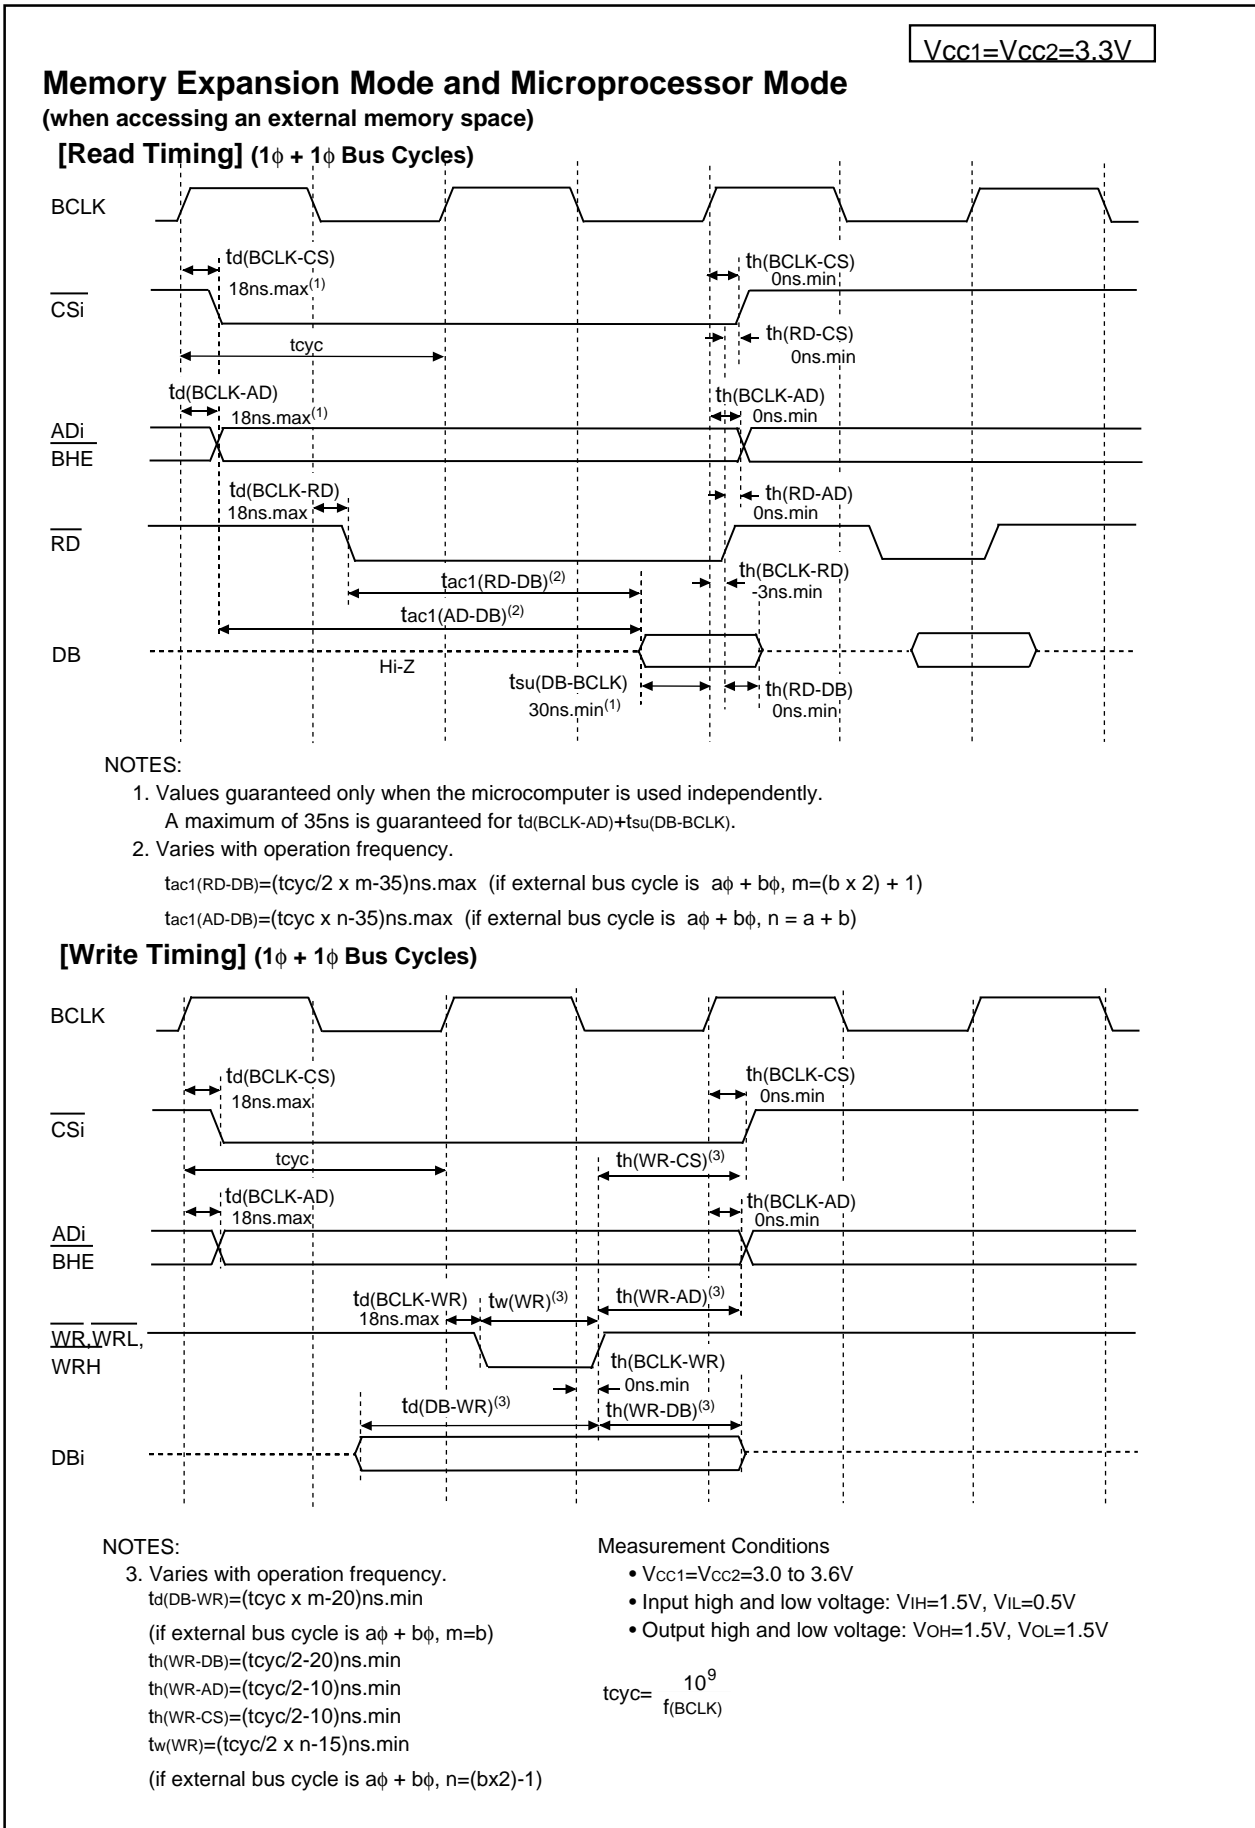 Vcc1=Vcc2=3.3V
Memory Expansion Mode and Microprocessor Mode
(when accessing an external memory space)
[Read Timing] (1ϕ + 1ϕ Bus Cycles)
BCLK
td(BCLK-CS)
18ns.max(1)
th(BCLK-CS)
0ns.min
CSi
th(RD-CS)
0ns.min
tcyc
td(BCLK-AD)
18ns.max(1)
th(BCLK-AD)
0ns.min
ADi
BHE
td(BCLK-RD)
18ns.max
th(RD-AD)
0ns.min
RD
th(BCLK-RD)
-3ns.min
tac1(RD-DB)(2)
tac1(AD-DB)(2)
DB
Hi-Z
tsu(DB-BCLK)
30ns.min(1)
th(RD-DB)
0ns.min
NOTES:
1. Values guaranteed only when the microcomputer is used independently.
A maximum of 35ns is guaranteed for td(BCLK-AD)+tsu(DB-BCLK).
2. Varies with operation frequency.
tac1(RD-DB)=(tcyc/2 x m-35)ns.max (if external bus cycle is aϕ + bϕ, m=(b x 2) + 1)
tac1(AD-DB)=(tcyc x n-35)ns.max (if external bus cycle is aϕ + bϕ, n = a + b)
[Write Timing] (1ϕ + 1ϕ Bus Cycles)
BCLK
td(BCLK-CS)
18ns.max
th(BCLK-CS)
0ns.min
CSi
tcyc
th(WR-CS)(3)
td(BCLK-AD)
18ns.max
th(BCLK-AD)
0ns.min
ADi
BHE
td(BCLK-WR)
18ns.max
tw(WR)(3)
th(WR-AD)(3)
WR,WRL,
WRH
th(BCLK-WR)
0ns.min
td(DB-WR)(3)
th(WR-DB)(3)
DBi
NOTES:
3. Varies with operation frequency.
td(DB-WR)=(tcyc x m-20)ns.min
(if external bus cycle is aϕ + bϕ, m=b)
th(WR-DB)=(tcyc/2-20)ns.min
th(WR-AD)=(tcyc/2-10)ns.min
th(WR-CS)=(tcyc/2-10)ns.min
tw(WR)=(tcyc/2 x n-15)ns.min
(if external bus cycle is aϕ + bϕ, n=(bx2)-1)
Measurement Conditions
• VCC1=VCC2=3.0 to 3.6V
• Input high and low voltage: VIH=1.5V, VIL=0.5V
• Output high and low voltage: VOH=1.5V, VOL=1.5V
tcyc=
10^9
f(BCLK)